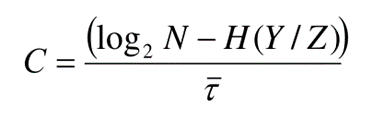 C = (log₂ N − H(Y/Z)) / τ̄